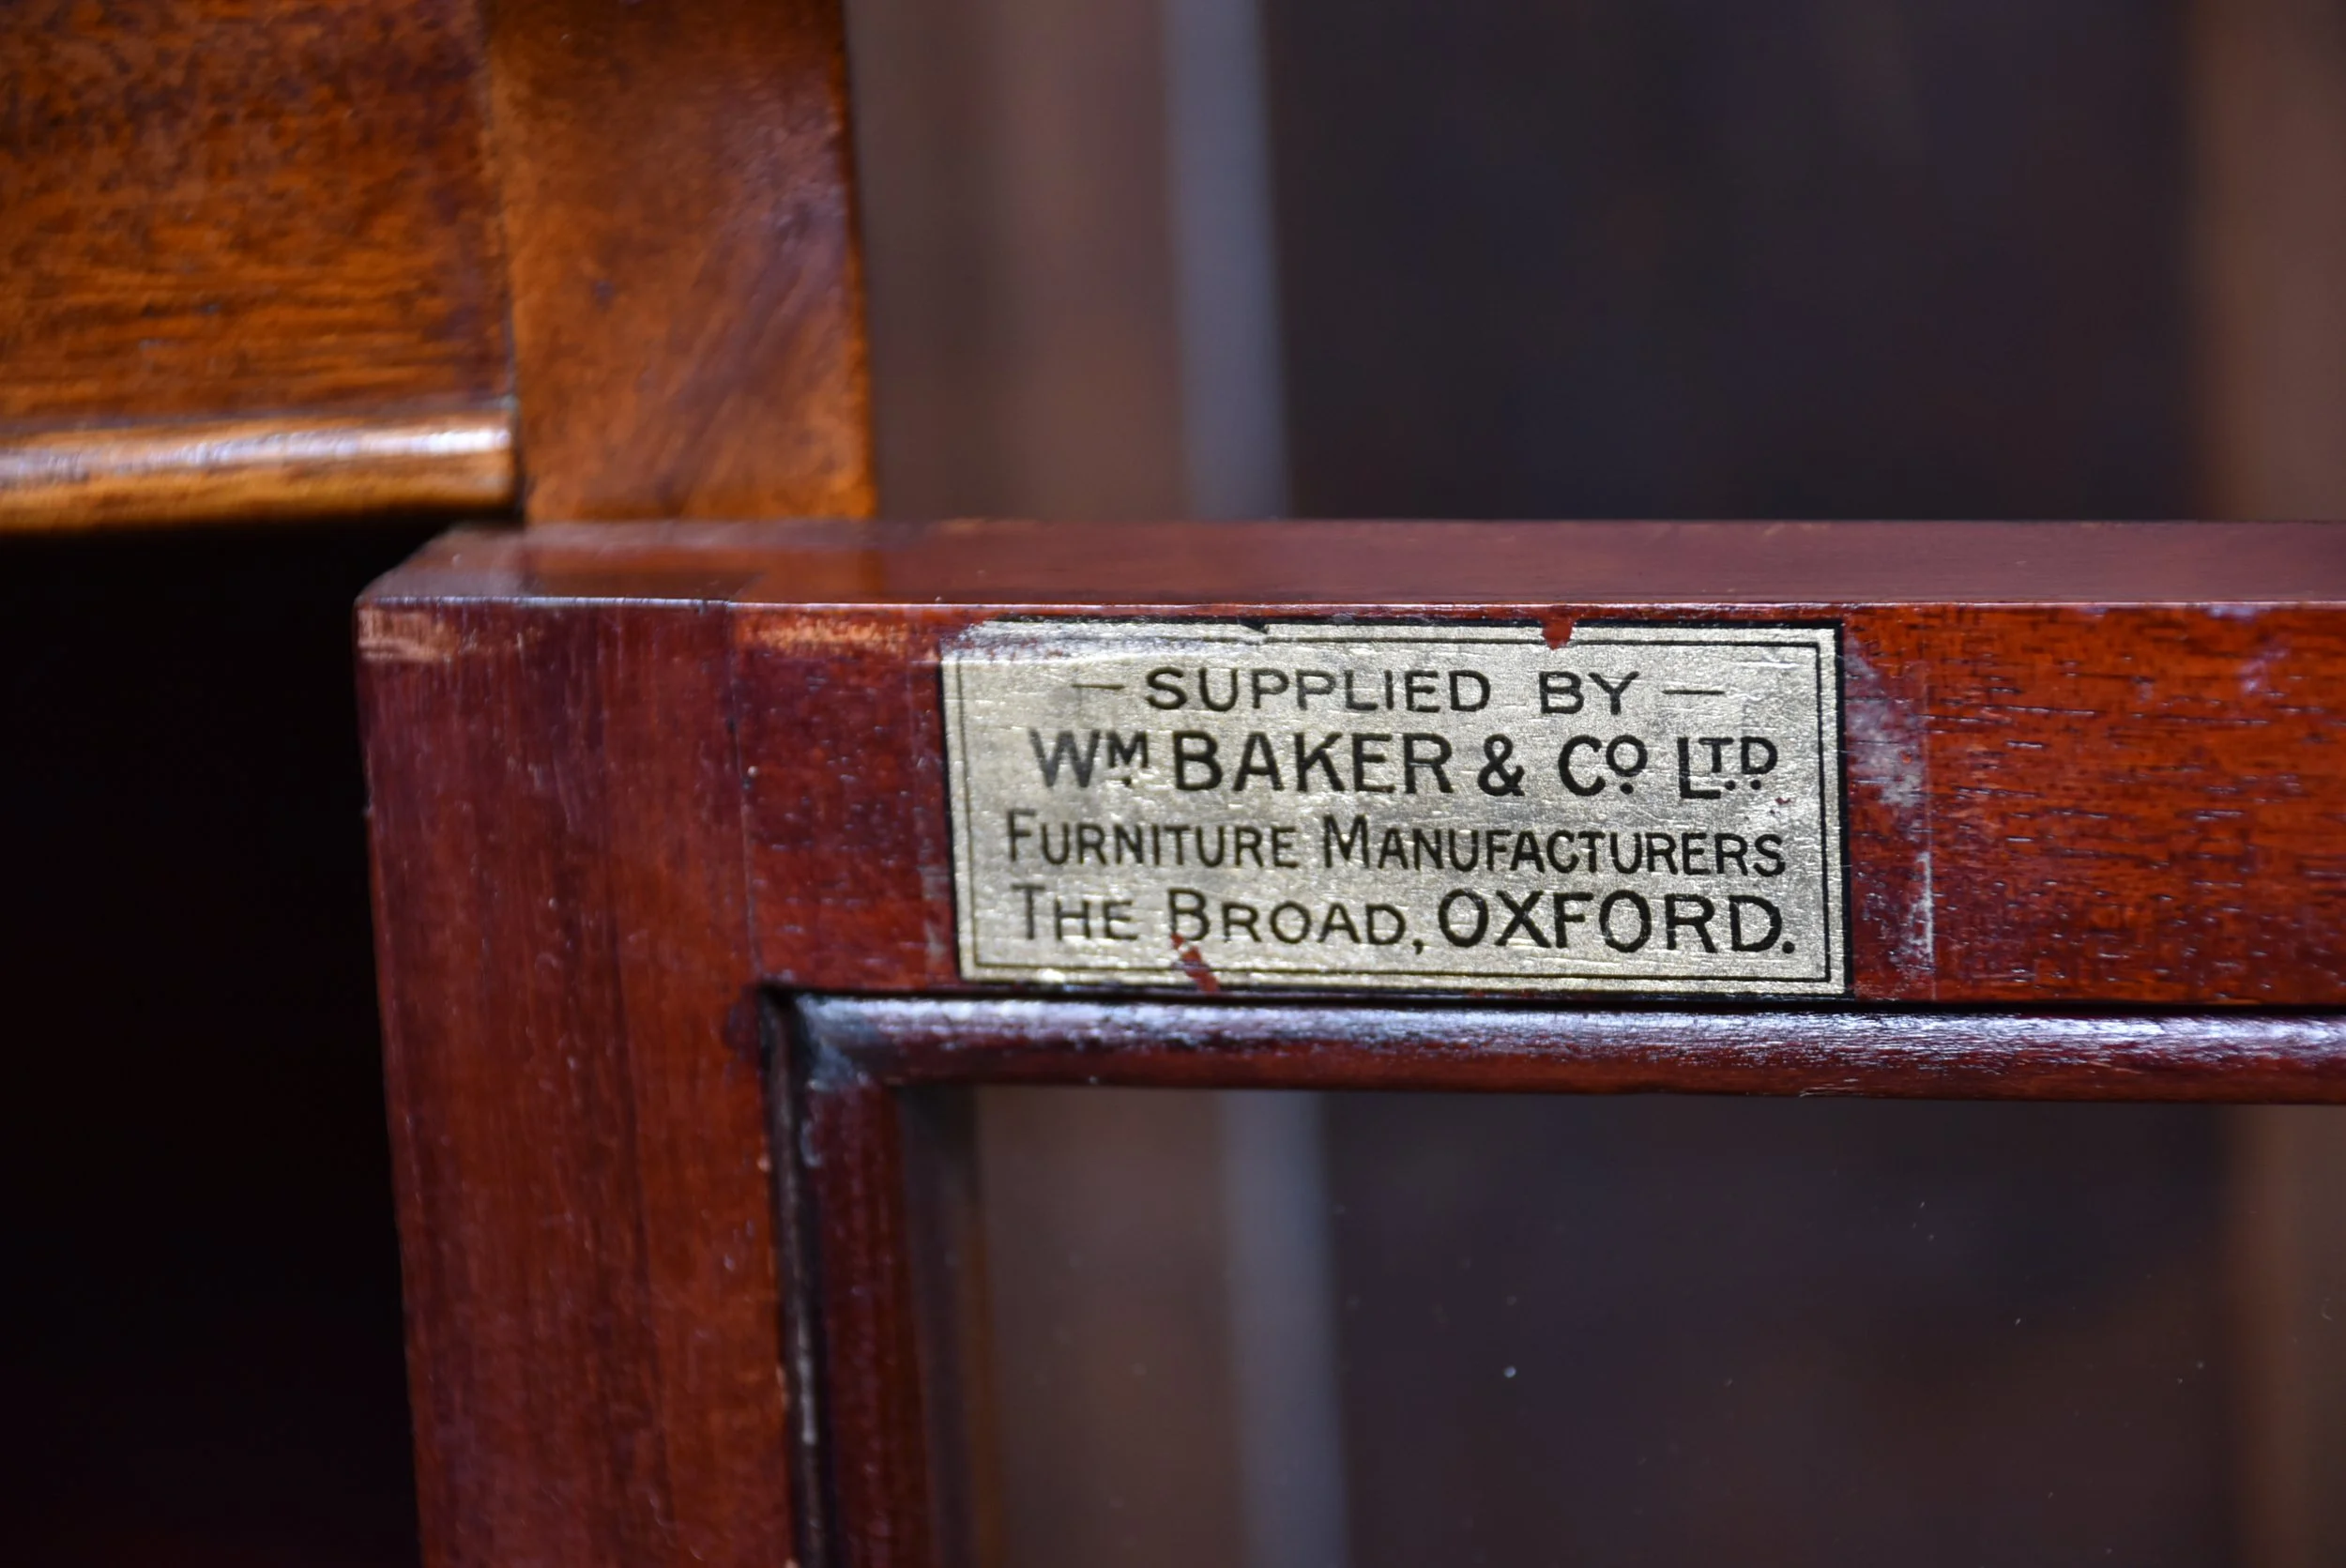 — SUPPLIED BY —
WM BAKER & CO LTD
FURNITURE MANUFACTURERS
THE BROAD, OXFORD.